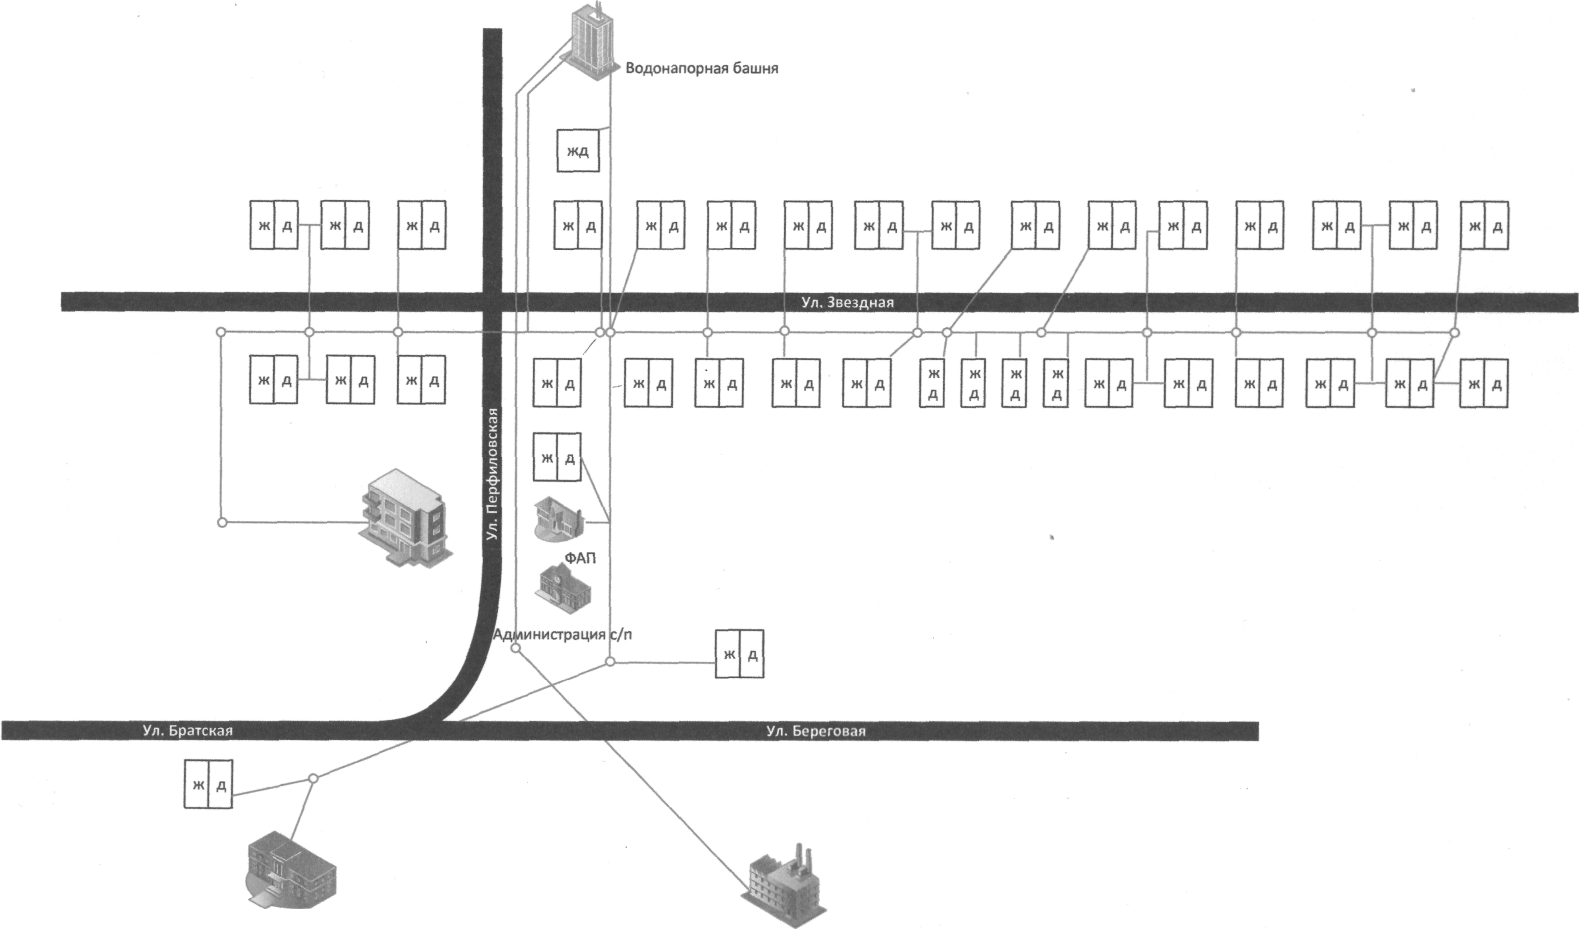 Водонапорная башня
жд
ж д ж д ж д ж д ж д ж д ж д ж д ж д ж д ж д ж д ж д ж д ж д ж д
Ул. Звездная
ж д ж д ж д ж д ж д ж д ж д ж д ж д ж д ж д ж д ж д ж д ж д ж д ж д ж д
Ул. Перфиловская
ж д
ФАП
Администрация с/п
ж д
Ул. Братская
Ул. Береговая
ж д